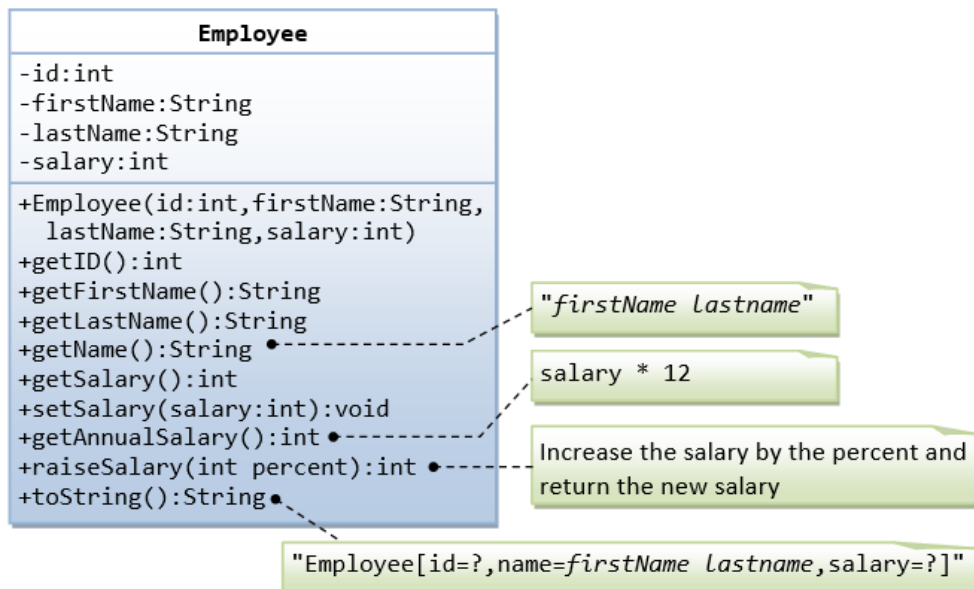 Employee
-id:int
-firstName:String
-lastName:String
-salary:int
+Employee(id:int,firstName:String,
lastName:String,salary:int)
+getID():int
+getFirstName():String
+getLastName():String
+getName():String
+getSalary():int
+setSalary(salary:int):void
+getAnnualSalary():int
+raiseSalary(int percent):int
+toString():String
"firstName lastname"
salary * 12
Increase the salary by the percent and
return the new salary
"Employee[id=?,name=firstName lastname,salary=?]"